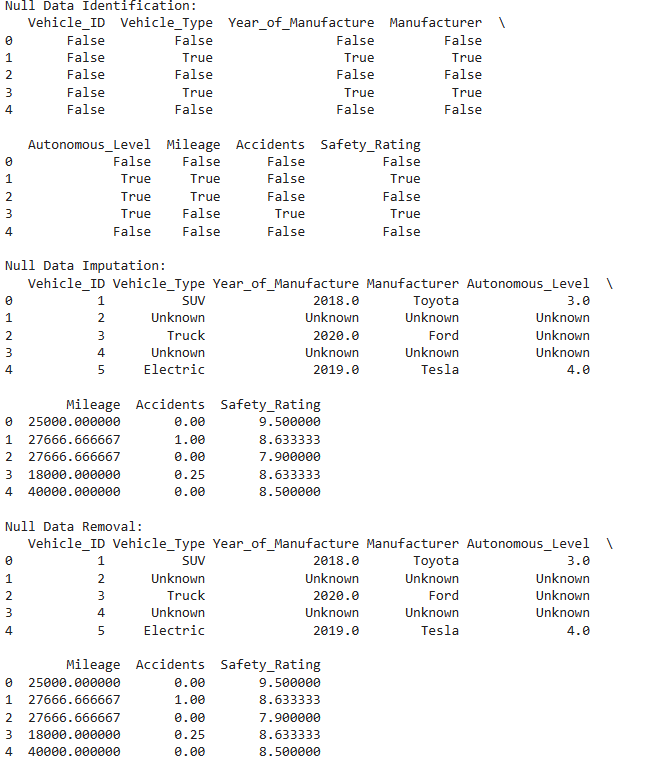 Null Data Identification:
   Vehicle_ID  Vehicle_Type  Year_of_Manufacture  Manufacturer  \
0       False         False                False         False
1       False          True                 True          True
2       False         False                False         False
3       False          True                 True          True
4       False         False                False         False
   Autonomous_Level  Mileage  Accidents  Safety_Rating
0             False    False      False          False
1              True     True      False           True
2              True     True      False          False
3              True    False       True           True
4             False    False      False          False
Null Data Imputation:
   Vehicle_ID Vehicle_Type Year_of_Manufacture Manufacturer Autonomous_Level  \
0           1          SUV              2018.0       Toyota              3.0
1           2      Unknown             Unknown      Unknown          Unknown
2           3        Truck              2020.0         Ford          Unknown
3           4      Unknown             Unknown      Unknown          Unknown
4           5     Electric              2019.0        Tesla              4.0
        Mileage  Accidents  Safety_Rating
0  25000.000000       0.00       9.500000
1  27666.666667       1.00       8.633333
2  27666.666667       0.00       7.900000
3  18000.000000       0.25       8.633333
4  40000.000000       0.00       8.500000
Null Data Removal:
   Vehicle_ID Vehicle_Type Year_of_Manufacture Manufacturer Autonomous_Level  \
0           1          SUV              2018.0       Toyota              3.0
1           2      Unknown             Unknown      Unknown          Unknown
2           3        Truck              2020.0         Ford          Unknown
3           4      Unknown             Unknown      Unknown          Unknown
4           5     Electric              2019.0        Tesla              4.0
        Mileage  Accidents  Safety_Rating
0  25000.000000       0.00       9.500000
1  27666.666667       1.00       8.633333
2  27666.666667       0.00       7.900000
3  18000.000000       0.25       8.633333
4  40000.000000       0.00       8.500000